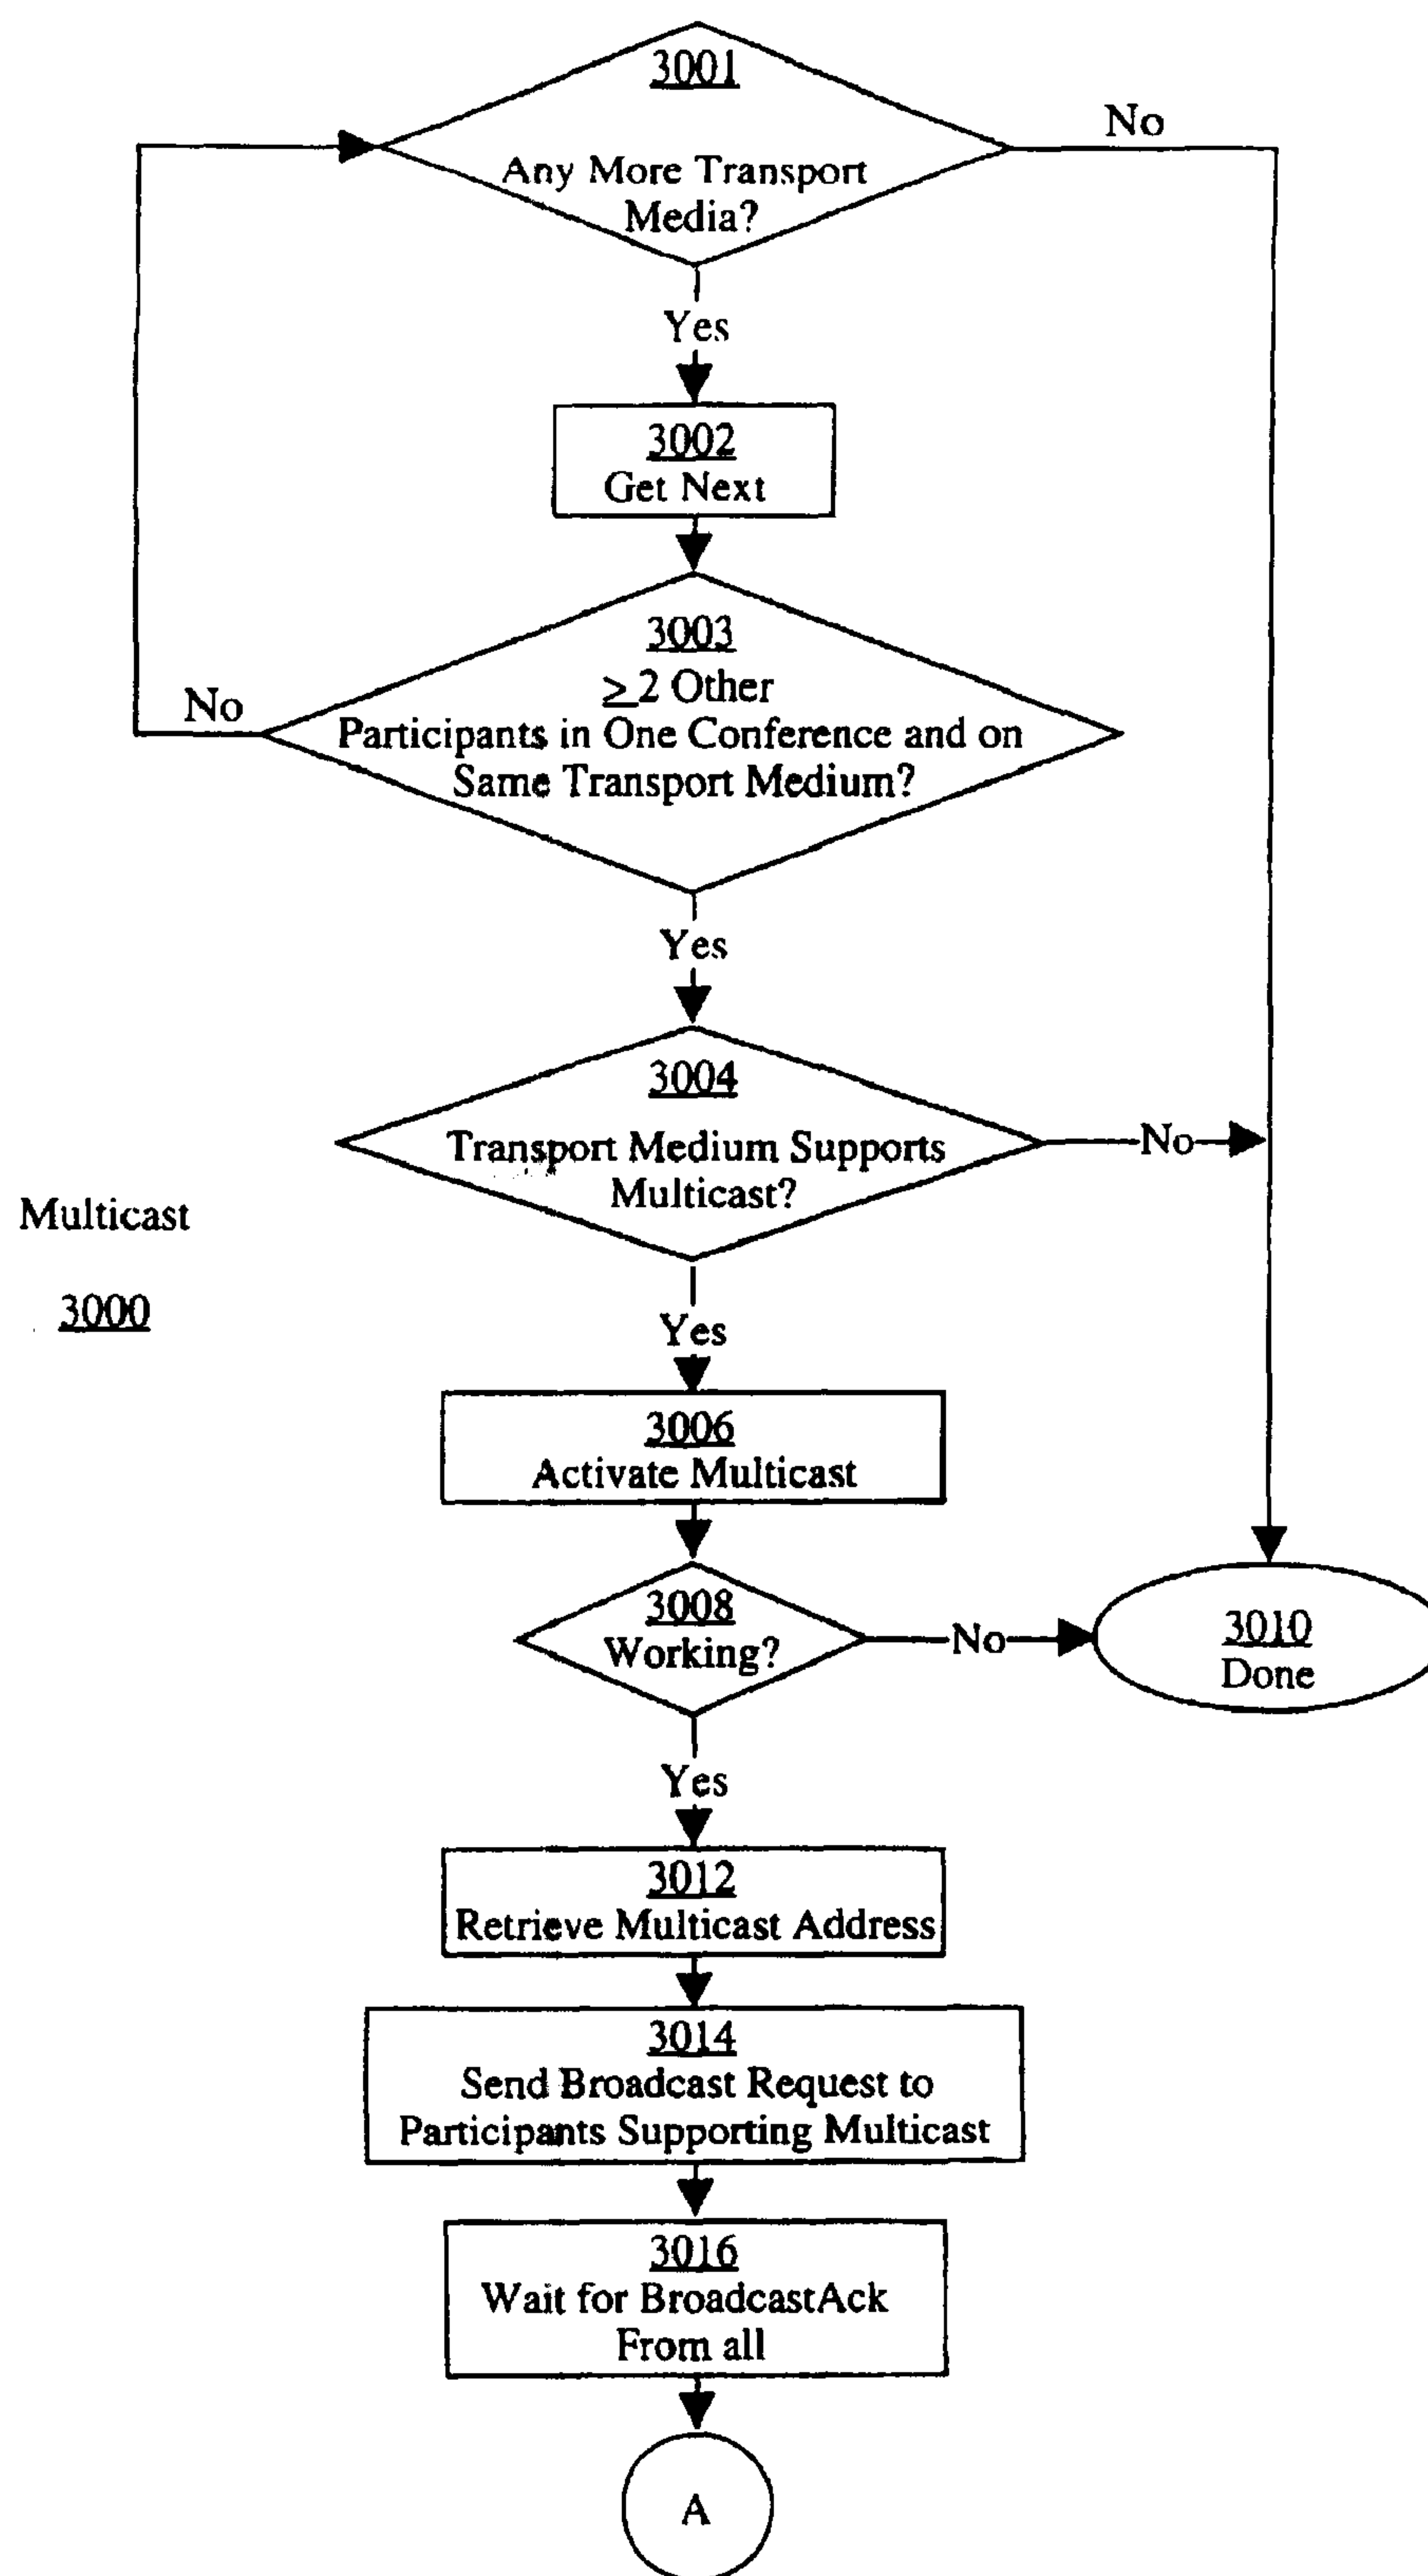 3001
No
Any More Transport
Media?
Yes
3002
Get Next
3003
≥ 2 Other
No
Participants in One Conference and on
Same Transport Medium?
Yes
3004
Transport Medium Supports
Multicast?
No
Multicast
3000
Yes
3006
Activate Multicast
3008
Working?
No
3010
Done
Yes
3012
Retrieve Multicast Address
3014
Send Broadcast Request to
Participants Supporting Multicast
3016
Wait for BroadcastAck
From all
A